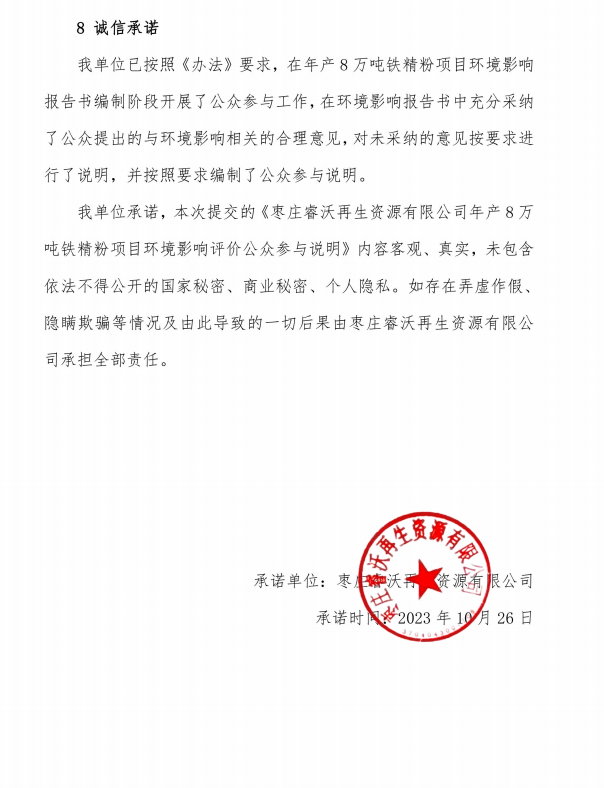 8 诚信承诺
我单位已按照《办法》要求，在年产 8 万吨铁精粉项目环境影响
报告书编制阶段开展了公众参与工作，在环境影响报告书中充分采纳
了公众提出的与环境影响相关的合理意见，对未采纳的意见按要求进
行了说明，并按照要求编制了公众参与说明。
我单位承诺，本次提交的《枣庄睿沃再生资源有限公司年产 8 万
吨铁精粉项目环境影响评价公众参与说明》内容客观、真实，未包含
依法不得公开的国家秘密、商业秘密、个人隐私。如存在弄虚作假、
隐瞒欺骗等情况及由此导致的一切后果由枣庄睿沃再生资源有限公
司承担全部责任。
枣庄睿沃再生资源有限公司
承诺单位：枣庄睿沃再生资源有限公司
承诺时间：2023 年 10 月 26 日